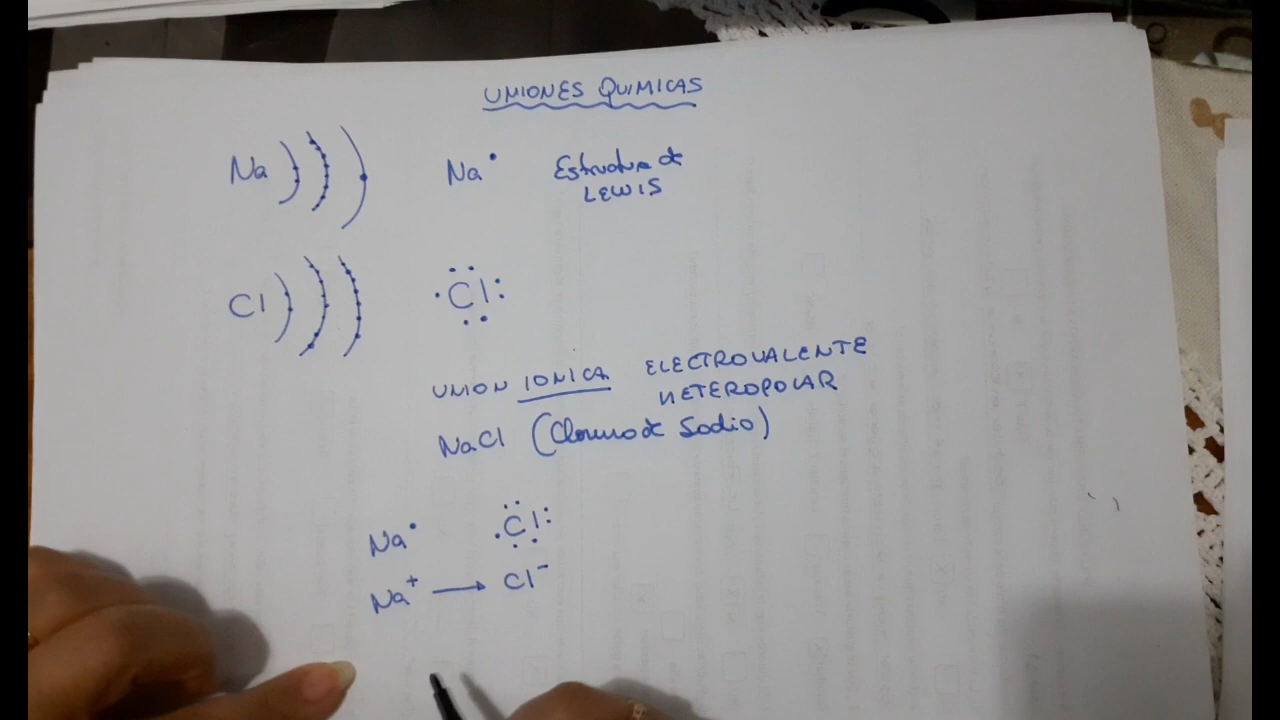 UNIONES QUIMICAS
Na Na• Estructura de
LEWIS
Cl Cl
UNION IONICA ELECTROVALENTE
HETEROPOLAR
NaCl (Cloruro de Sodio)
Na• Cl
Na⁺ → Cl⁻